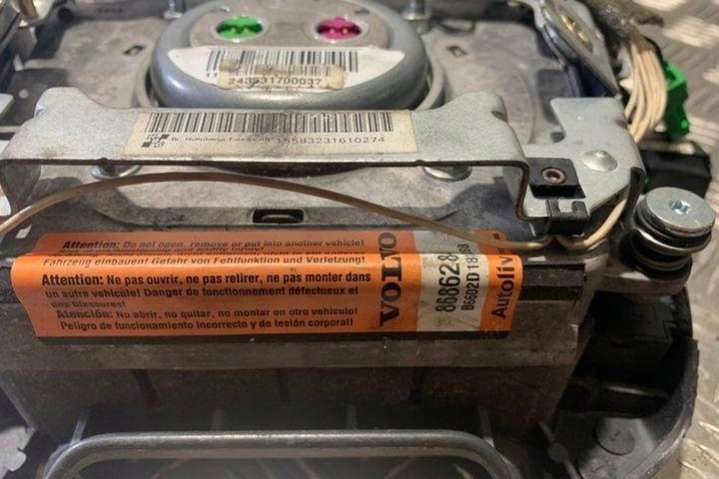 243531700037
15583231610274
Attention: Do not open, remove or put into another vehicle!
Fahrzeug einbauen! Gefahr von Fehlfunktion und Verletzung!
Attention: Ne pas ouvrir, ne pas retirer, ne pas monter dans
un autre véhicule! Danger de fonctionnement défectueux et
des blessures!
Atención: No abrir, no quitar, no montar en otro vehiculo!
Peligro de funcionamiento incorrecto y de lesión corporal!
VOLVO
868628
B6602D18
Autoliv